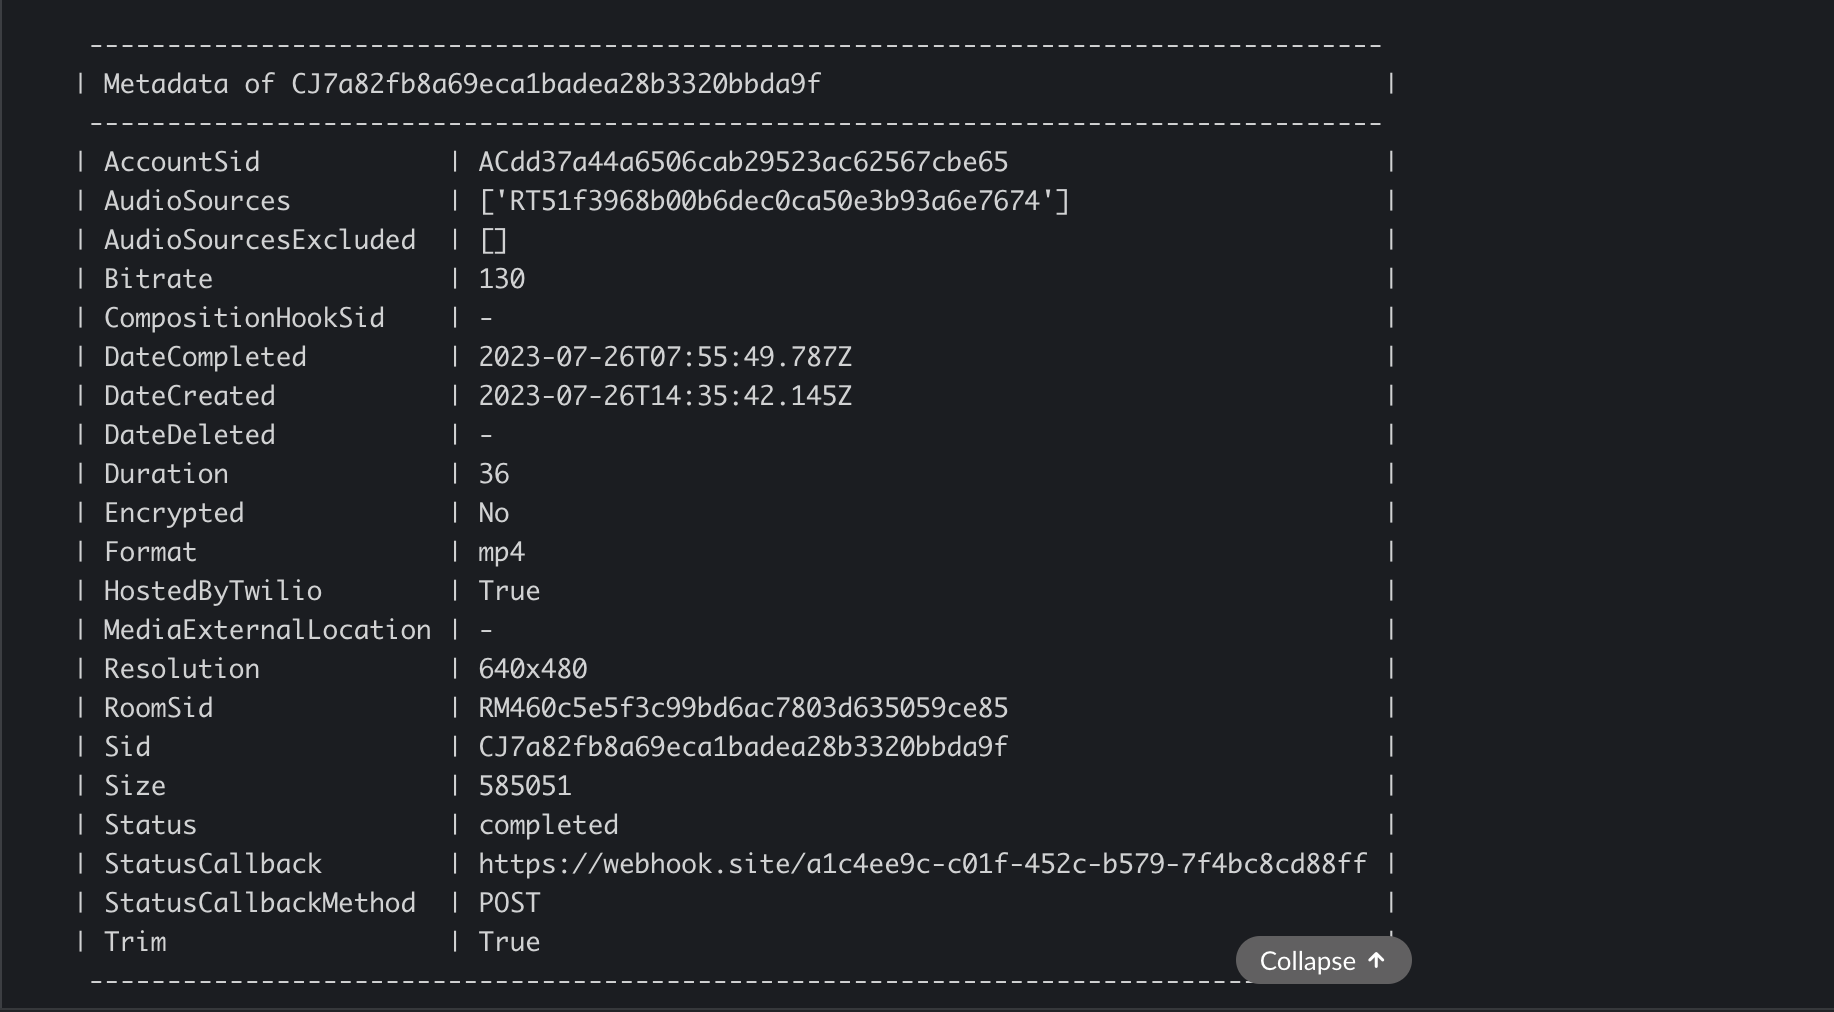 ------------------------------------------------------------------------------------
| Metadata of CJ7a82fb8a69eca1badea28b3320bbda9f |
------------------------------------------------------------------------------------
| AccountSid | ACdd37a44a6506cab29523ac62567cbe65 |
| AudioSources | ['RT51f3968b00b6dec0ca50e3b93a6e7674'] |
| AudioSourcesExcluded | [] |
| Bitrate | 130 |
| CompositionHookSid | - |
| DateCompleted | 2023-07-26T07:55:49.787Z |
| DateCreated | 2023-07-26T14:35:42.145Z |
| DateDeleted | - |
| Duration | 36 |
| Encrypted | No |
| Format | mp4 |
| HostedByTwilio | True |
| MediaExternalLocation | - |
| Resolution | 640x480 |
| RoomSid | RM460c5e5f3c99bd6ac7803d635059ce85 |
| Sid | CJ7a82fb8a69eca1badea28b3320bbda9f |
| Size | 585051 |
| Status | completed |
| StatusCallback | https://webhook.site/a1c4ee9c-c01f-452c-b579-7f4bc8cd88ff |
| StatusCallbackMethod | POST |
| Trim | True |
Collapse ↑
------------------------------------------------------------------------------------